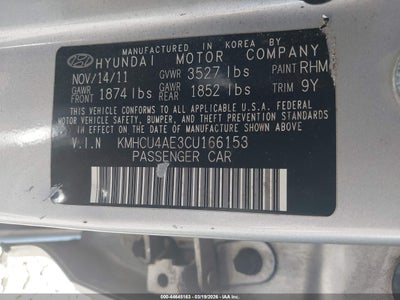 MANUFACTURED IN KOREA BY
HYUNDAI MOTOR COMPANY
NOV/14/11 GVWR 3527 lbs PAINT RHM
GAWR FRONT 1874 lbs GAWR REAR 1852 lbs TRIM 9Y
THIS VEHICLE CONFORMS TO ALL APPLICABLE U.S.A. FEDERAL
MOTOR VEHICLE SAFETY, BUMPER, AND THEFT PREVENTION
STANDARDS IN EFFECT ON THE DATE OF MANUFACTURE SHOWN ABOVE.
V.I.N KMHCU4AE3CU166153
PASSENGER CAR
000-44649163 - 03/19/2026 - IAA Holdings, LLC